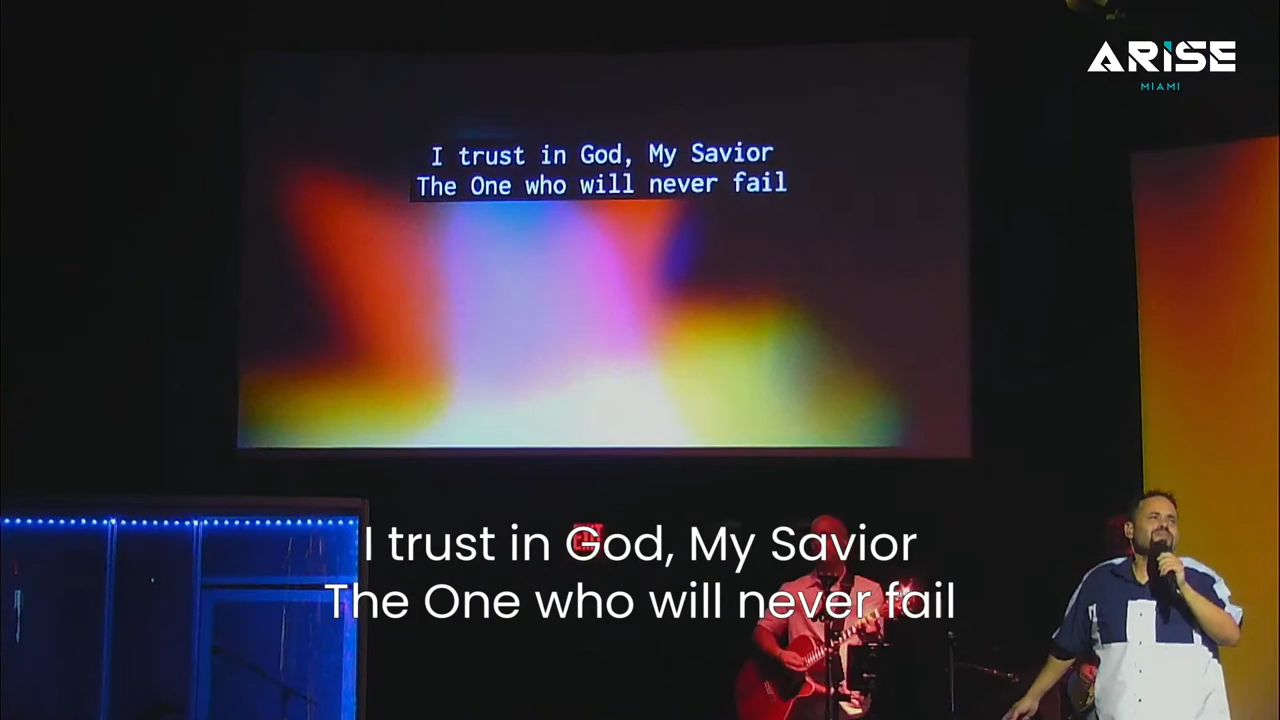 ARISE
MIAMI
I trust in God, My Savior
The One who will never fail
I trust in God, My Savior
The One who will never fail